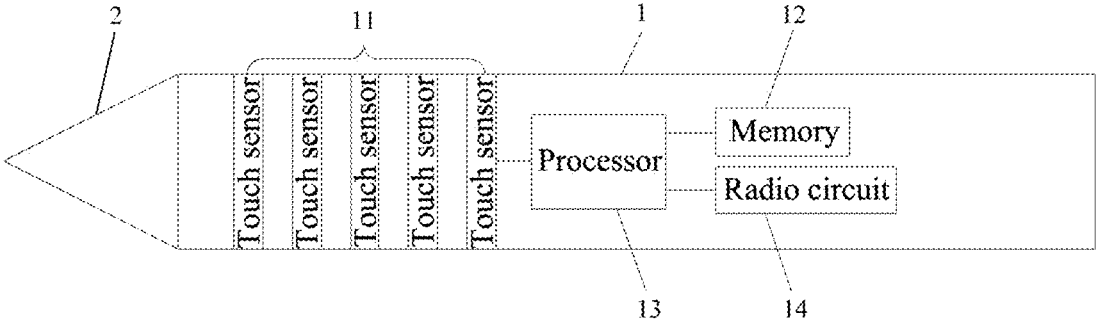 2
11
1
12
Touch sensor
Touch sensor
Touch sensor
Touch sensor
Touch sensor
Processor
Memory
Radio circuit
13
14